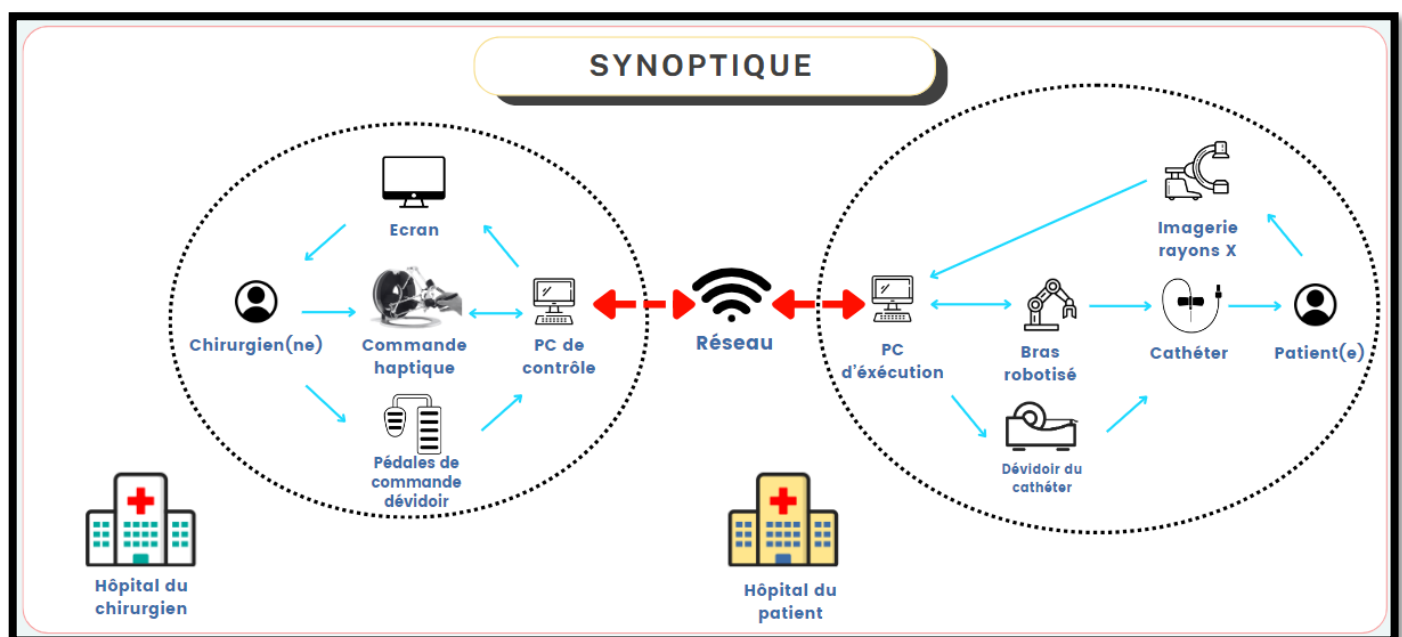 SYNOPTIQUE
Ecran
Chirurgien(ne)
Commande
haptique
PC de
contrôle
Pédales de
commande
dévidoir
Hôpital du
chirurgien
Réseau
Imagerie
rayons X
PC
d'éxécution
Bras
robotisé
Cathéter
Patient(e)
Dévidoir du
cathéter
Hôpital du
patient